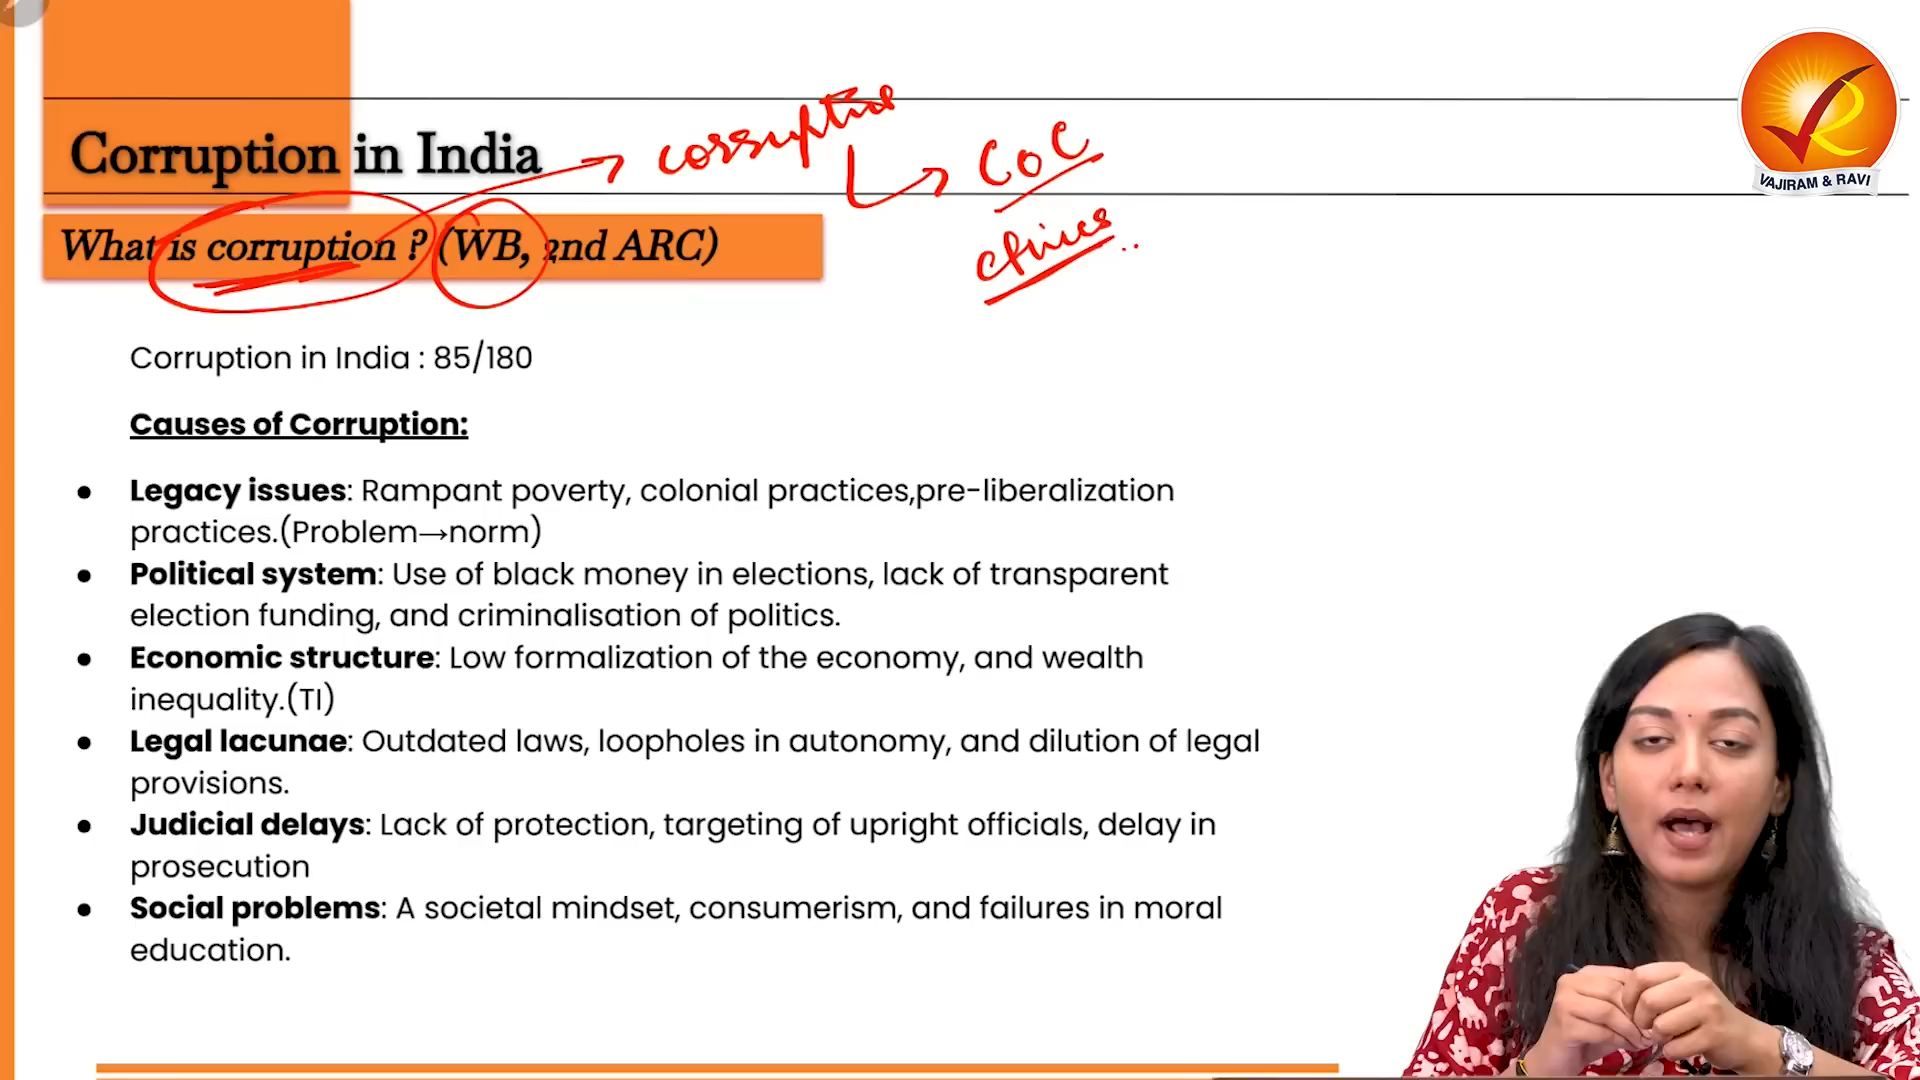 Corruption in India
corruption
CoC
ethics
VAJIRAM & RAVI
What is corruption ? (WB, 2nd ARC)
Corruption in India : 85/180
Causes of Corruption:
● Legacy issues: Rampant poverty, colonial practices,pre-liberalization
practices.(Problem→norm)
● Political system: Use of black money in elections, lack of transparent
election funding, and criminalisation of politics.
● Economic structure: Low formalization of the economy, and wealth
inequality.(TI)
● Legal lacunae: Outdated laws, loopholes in autonomy, and dilution of legal
provisions.
● Judicial delays: Lack of protection, targeting of upright officials, delay in
prosecution
● Social problems: A societal mindset, consumerism, and failures in moral
education.